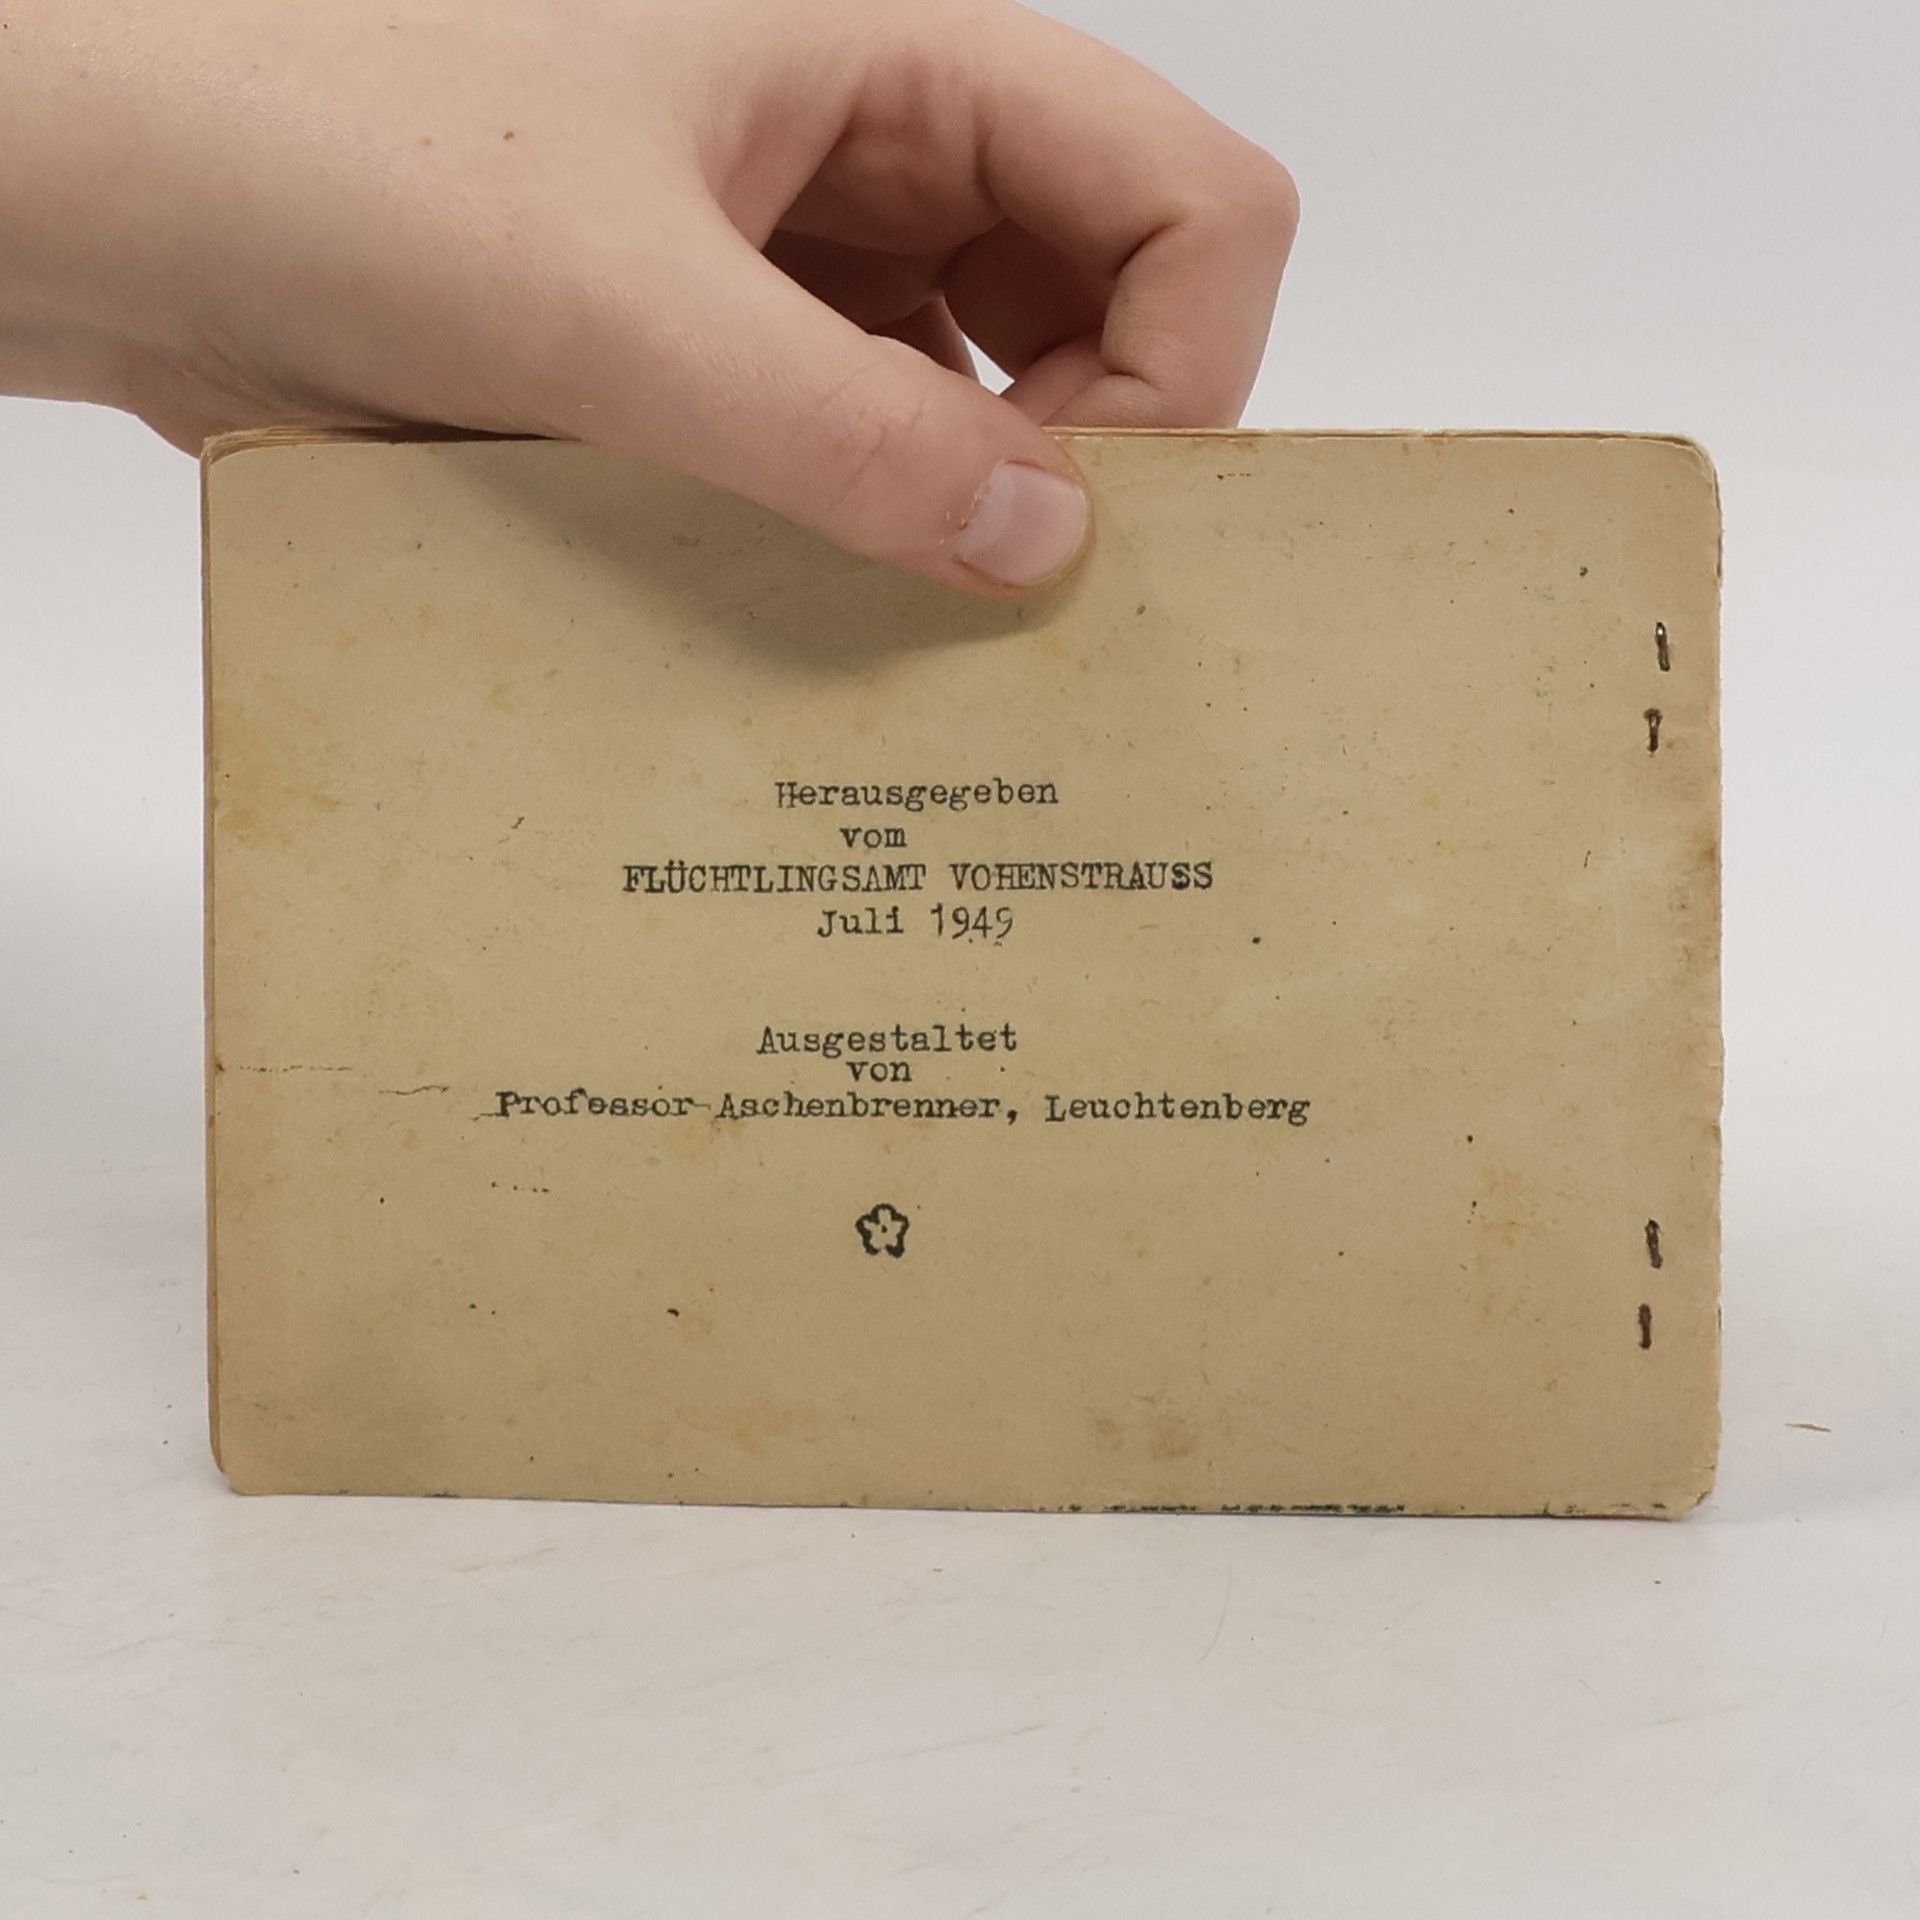 Herausgegeben
vom
FLÜCHTLINGSAMT VOHENSTRAUSS
Juli 1949
Ausgestaltet
von
Professor Aschenbrenner, Leuchtenberg